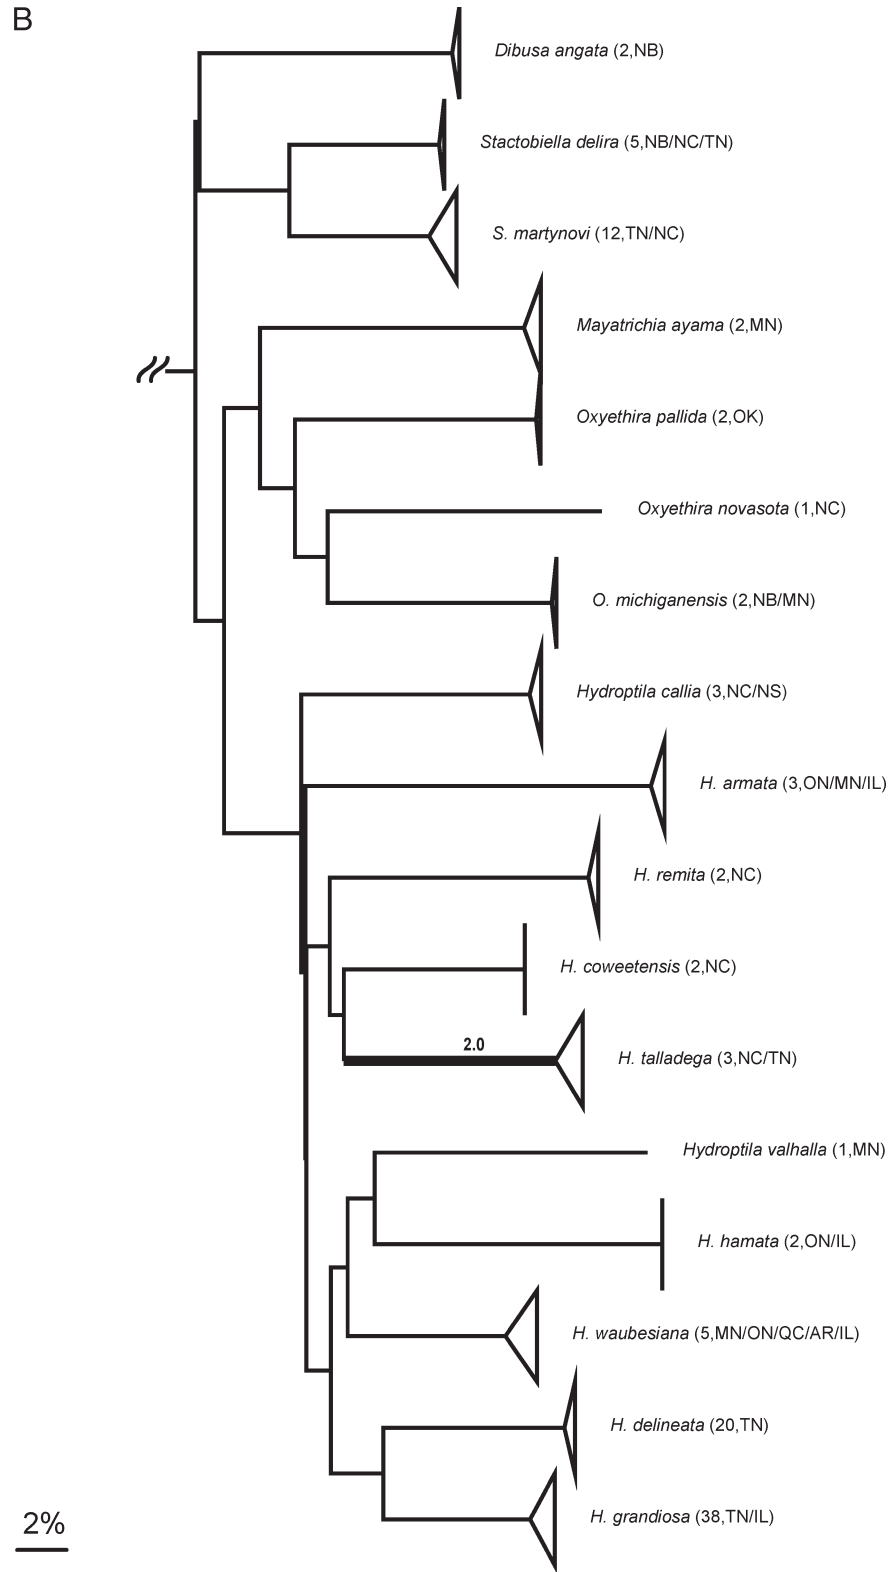 B
Dibusa angata (2,NB)
Stactobiella delira (5,NB/NC/TN)
S. martynovi (12,TN/NC)
Mayatrichia ayama (2,MN)
Oxyethira pallida (2,OK)
Oxyethira novasota (1,NC)
O. michiganensis (2,NB/MN)
Hydroptila callia (3,NC/NS)
H. armata (3,ON/MN/IL)
H. remita (2,NC)
H. coweetensis (2,NC)
2.0
H. talladega (3,NC/TN)
Hydroptila valhalla (1,MN)
H. hamata (2,ON/IL)
H. waubesiana (5,MN/ON/QC/AR/IL)
H. delineata (20,TN)
H. grandiosa (38,TN/IL)
2%